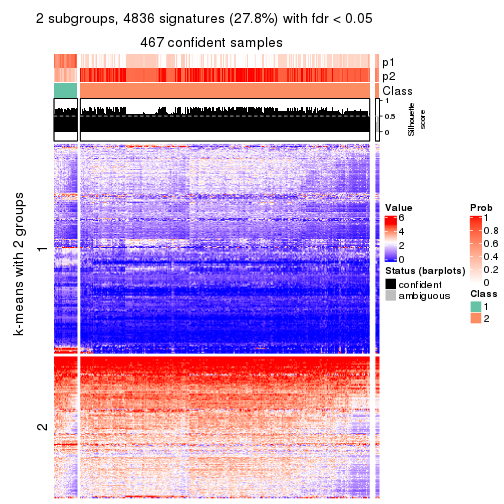 2 subgroups, 4836 signatures (27.8%) with fdr < 0.05
467 confident samples
p1
p2
Class
1
0.5
0
Silhouette
score
k-means with 2 groups
1
2
Value
6
4
2
0
Status (barplots)
confident
ambiguous
Prob
1
0.8
0.6
0.4
0.2
0
Class
1
2